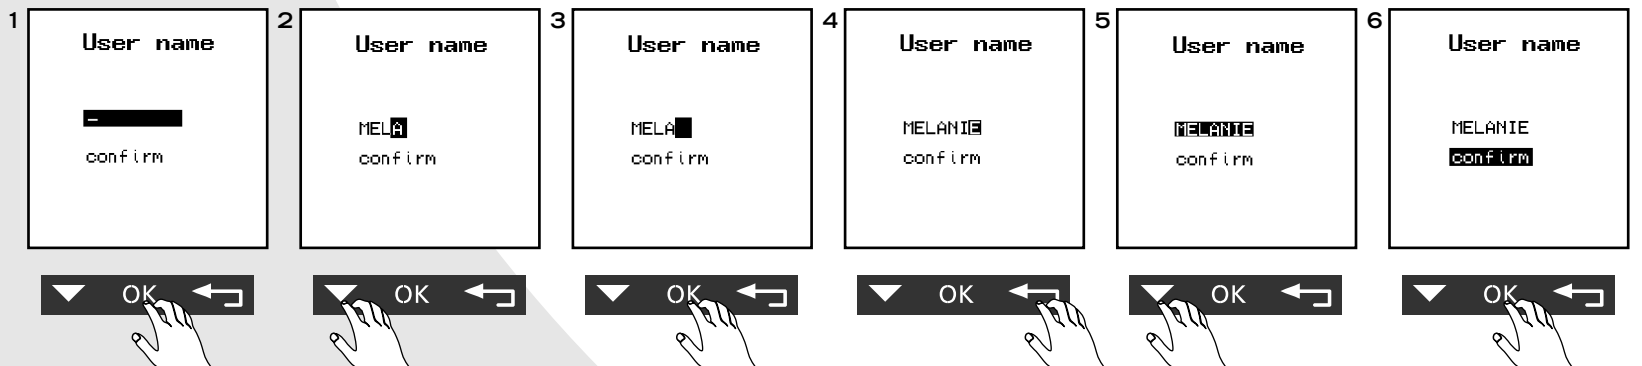 1
User name
_
confirm
OK
2
User name
MELA
confirm
OK
3
User name
MELA
confirm
OK
4
User name
MELANIE
confirm
OK
5
User name
MELANIE
confirm
OK
6
User name
MELANIE
confirm
OK